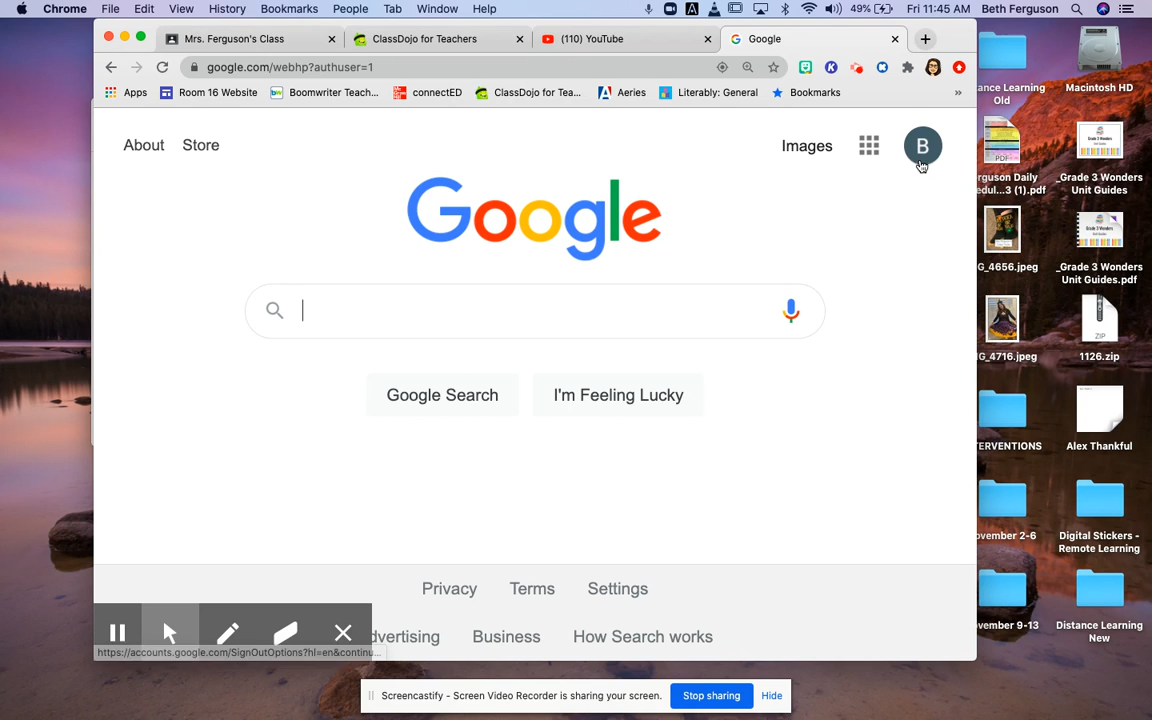 Chrome File Edit View History Bookmarks People Tab Window Help A 49% Fri 11:45 AM Beth Ferguson
Mrs. Ferguson's Class
ClassDojo for Teachers
(110) YouTube
Google
google.com/webhp?authuser=1
Apps
Room 16 Website
Boomwriter Teach...
connectED
ClassDojo for Tea...
Aeries
Literably: General
Bookmarks
»
About Store
Images
B
Google
Google Search
I'm Feeling Lucky
Privacy Terms Settings
dvertising Business How Search works
https://accounts.google.com/SignOutOptions?hl=en&continu...
Screencastify - Screen Video Recorder is sharing your screen.
Stop sharing
Hide
ance Learning
Old
Macintosh HD
PDF
rguson Daily
edul...3 (1).pdf
_Grade 3 Wonders
Unit Guides
G_4656.jpeg
_Grade 3 Wonders
Unit Guides.pdf
G_4716.jpeg
ZIP
1126.zip
ERVENTIONS
Alex Thankful
ovember 2-6
Digital Stickers -
Remote Learning
vember 9-13
Distance Learning
New